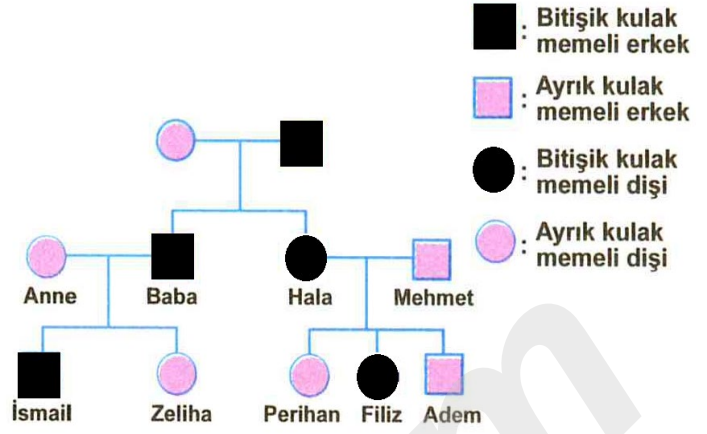 : Bitişik kulak
memeli erkek
: Ayrık kulak
memeli erkek
: Bitişik kulak
memeli dişi
: Ayrık kulak
memeli dişi
Anne Baba Hala Mehmet
İsmail Zeliha Perihan Filiz Adem